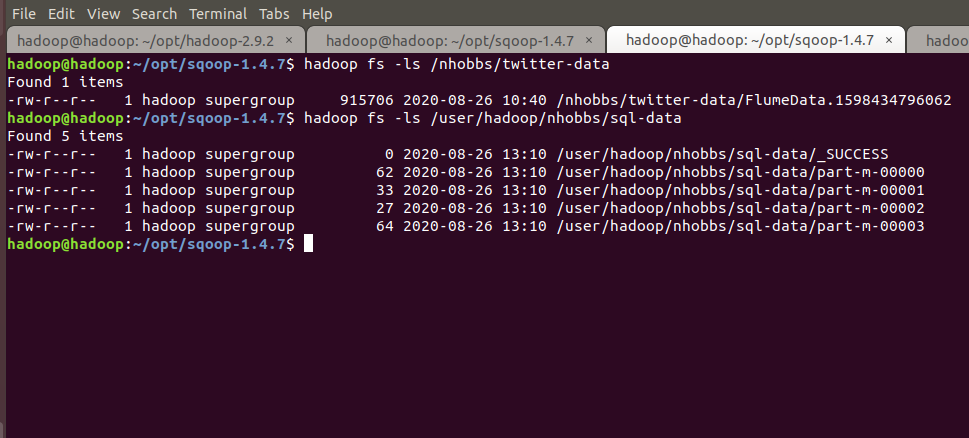 File Edit View Search Terminal Tabs Help
hadoop@hadoop: ~/opt/hadoop-2.9.2 × hadoop@hadoop: ~/opt/sqoop-1.4.7 × hadoop@hadoop: ~/opt/sqoop-1.4.7 × hadoo
hadoop@hadoop:~/opt/sqoop-1.4.7$ hadoop fs -ls /nhobbs/twitter-data
Found 1 items
-rw-r--r--   1 hadoop supergroup     915706 2020-08-26 10:40 /nhobbs/twitter-data/FlumeData.1598434796062
hadoop@hadoop:~/opt/sqoop-1.4.7$ hadoop fs -ls /user/hadoop/nhobbs/sql-data
Found 5 items
-rw-r--r--   1 hadoop supergroup          0 2020-08-26 13:10 /user/hadoop/nhobbs/sql-data/_SUCCESS
-rw-r--r--   1 hadoop supergroup         62 2020-08-26 13:10 /user/hadoop/nhobbs/sql-data/part-m-00000
-rw-r--r--   1 hadoop supergroup         33 2020-08-26 13:10 /user/hadoop/nhobbs/sql-data/part-m-00001
-rw-r--r--   1 hadoop supergroup         27 2020-08-26 13:10 /user/hadoop/nhobbs/sql-data/part-m-00002
-rw-r--r--   1 hadoop supergroup         64 2020-08-26 13:10 /user/hadoop/nhobbs/sql-data/part-m-00003
hadoop@hadoop:~/opt/sqoop-1.4.7$